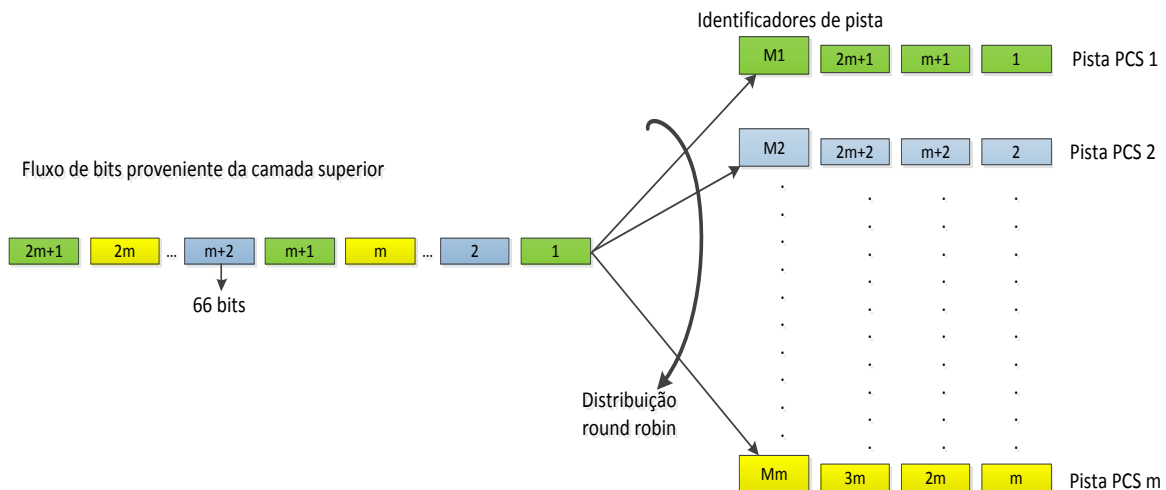 Identificadores de pista
M1 2m+1 m+1 1 Pista PCS 1
M2 2m+2 m+2 2 Pista PCS 2
Fluxo de bits proveniente da camada superior
2m+1 2m ... m+2 m+1 m ... 2 1
66 bits
Distribuição
round robin
Mm 3m 2m m Pista PCS m